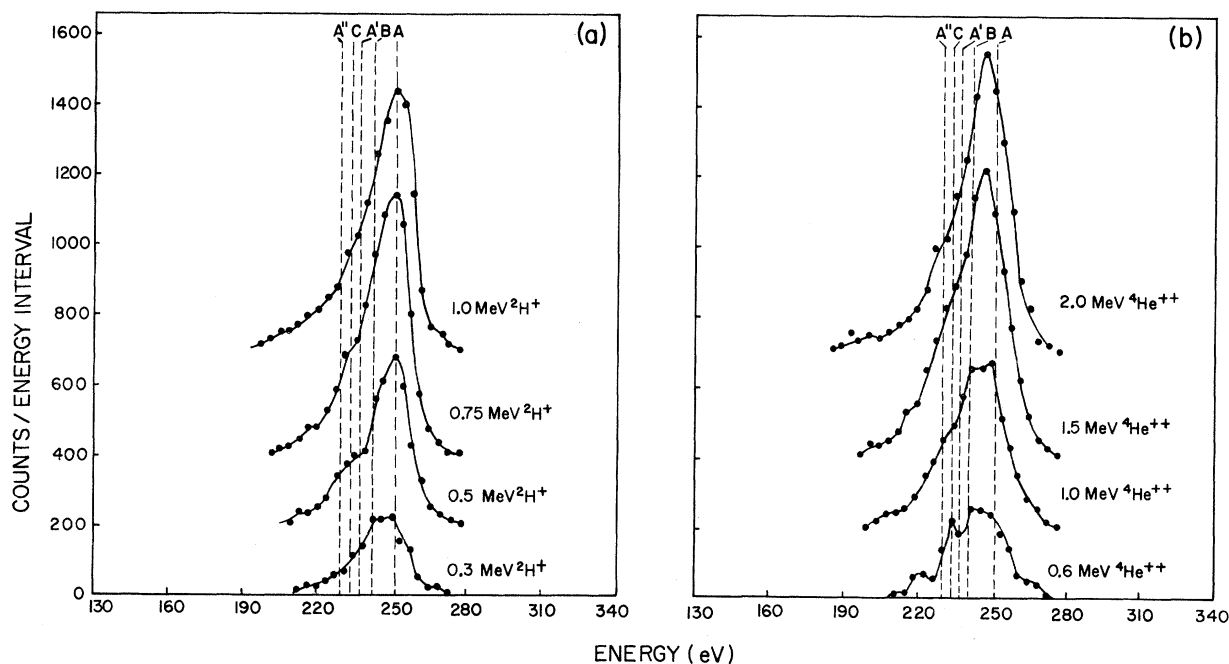 (a)
(b)
A" C A' B A
A" C A' B A
1600
1400
1200
1000
800
600
400
200
0
COUNTS / ENERGY INTERVAL
1.0 MeV ²H⁺
0.75 MeV ²H⁺
0.5 MeV ²H⁺
0.3 MeV ²H⁺
2.0 MeV ⁴He⁺⁺
1.5 MeV ⁴He⁺⁺
1.0 MeV ⁴He⁺⁺
0.6 MeV ⁴He⁺⁺
130 160 190 220 250 280 310 340
130 160 190 220 250 280 310 340
ENERGY (eV)